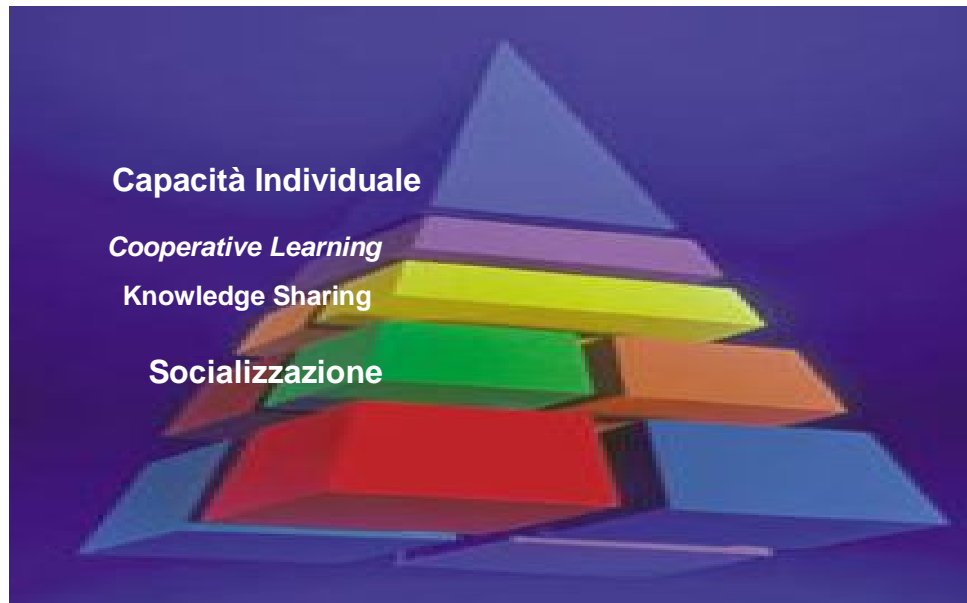 Capacità Individuale
Cooperative Learning
Knowledge Sharing
Socializzazione